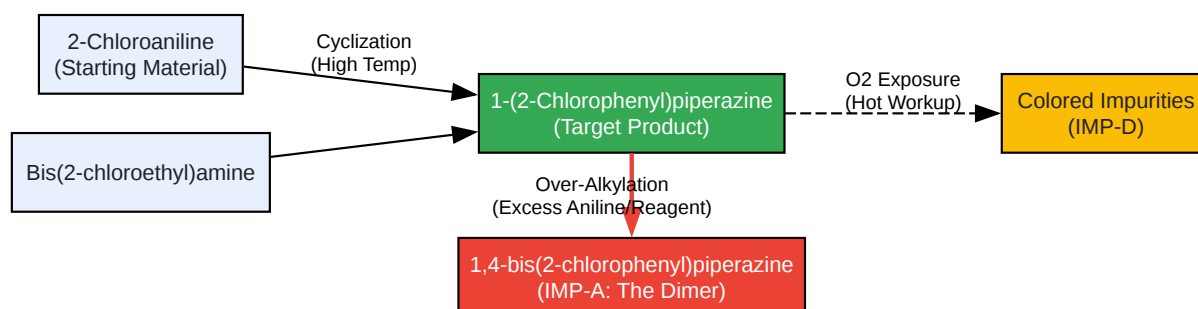 2-Chloroaniline
(Starting Material)
Cyclization
(High Temp)
Bis(2-chloroethyl)amine
1-(2-Chlorophenyl)piperazine
(Target Product)
O2 Exposure
(Hot Workup)
Colored Impurities
(IMP-D)
Over-Alkylation
(Excess Aniline/Reagent)
1,4-bis(2-chlorophenyl)piperazine
(IMP-A: The Dimer)